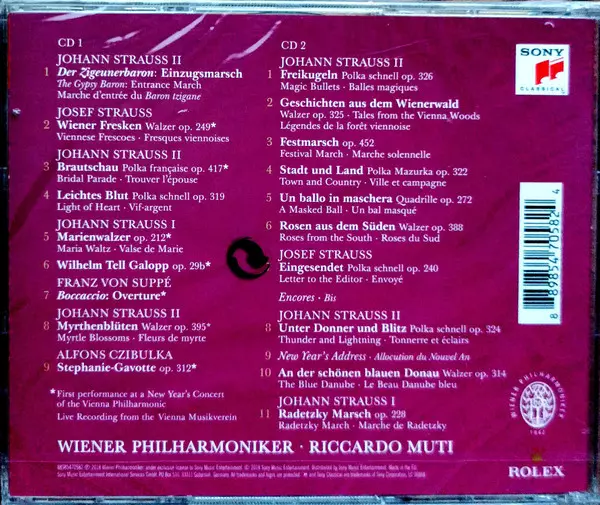 CD 1
JOHANN STRAUSS II
1 Der Zigeunerbaron: Einzugsmarsch
The Gypsy Baron: Entrance March
Marche d'entrée du Baron tzigane
JOSEF STRAUSS
2 Wiener Fresken Walzer op. 249*
Viennese Frescoes · Fresques viennoises
JOHANN STRAUSS II
3 Brautschau Polka française op. 417*
Bridal Parade · Trouver l'épouse
4 Leichtes Blut Polka schnell op. 319
Light of Heart · Vif-argent
JOHANN STRAUSS I
5 Marienwalzer op. 212*
Maria Waltz · Valse de Marie
6 Wilhelm Tell Galopp op. 29b*
FRANZ VON SUPPÉ
7 Boccaccio: Overture*
JOHANN STRAUSS II
8 Myrthenblüten Walzer op. 395*
Myrtle Blossoms · Fleurs de myrte
ALFONS CZIBULKA
9 Stephanie-Gavotte op. 312*
*First performance at a New Year's Concert
of the Vienna Philharmonic
Live Recording from the Vienna Musikverein
CD 2
JOHANN STRAUSS II
1 Freikugeln Polka schnell op. 326
Magic Bullets · Balles magiques
2 Geschichten aus dem Wienerwald
Walzer op. 325 · Tales from the Vienna Woods
Légendes de la forêt viennoise
3 Festmarsch op. 452
Festival March · Marche solennelle
4 Stadt und Land Polka Mazurka op. 322
Town and Country · Ville et campagne
5 Un ballo in maschera Quadrille op. 272
A Masked Ball · Un bal masqué
6 Rosen aus dem Süden Walzer op. 388
Roses from the South · Roses du Sud
JOSEF STRAUSS
7 Eingesendet Polka schnell op. 240
Letter to the Editor · Envoyé
Encores · Bis
JOHANN STRAUSS II
8 Unter Donner und Blitz Polka schnell op. 324
Thunder and Lightning · Tonnerre et éclairs
9 New Year's Address · Allocution du Nouvel An
10 An der schönen blauen Donau Walzer op. 314
The Blue Danube · Le Beau Danube bleu
JOHANN STRAUSS I
11 Radetzky Marsch op. 228
Radetzky March · Marche de Radetzky
SONY
CLASSICAL
8 89854 70582 4
WIENER PHILHARMONIKER
1842
WIENER PHILHARMONIKER · RICCARDO MUTI
ROLEX